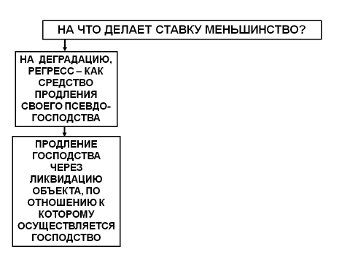 НА ЧТО ДЕЛАЕТ СТАВКУ МЕНЬШИНСТВО?
НА ДЕГРАДАЦИЮ,
РЕГРЕСС – КАК
СРЕДСТВО
ПРОДЛЕНИЯ
СВОЕГО ПСЕВДО-
ГОСПОДСТВА
ПРОДЛЕНИЕ
ГОСПОДСТВА
ЧЕРЕЗ
ЛИКВИДАЦИЮ
ОБЪЕКТА, ПО
ОТНОШЕНИЮ К
КОТОРОМУ
ОСУЩЕСТВЛЯЕТСЯ
ГОСПОДСТВО